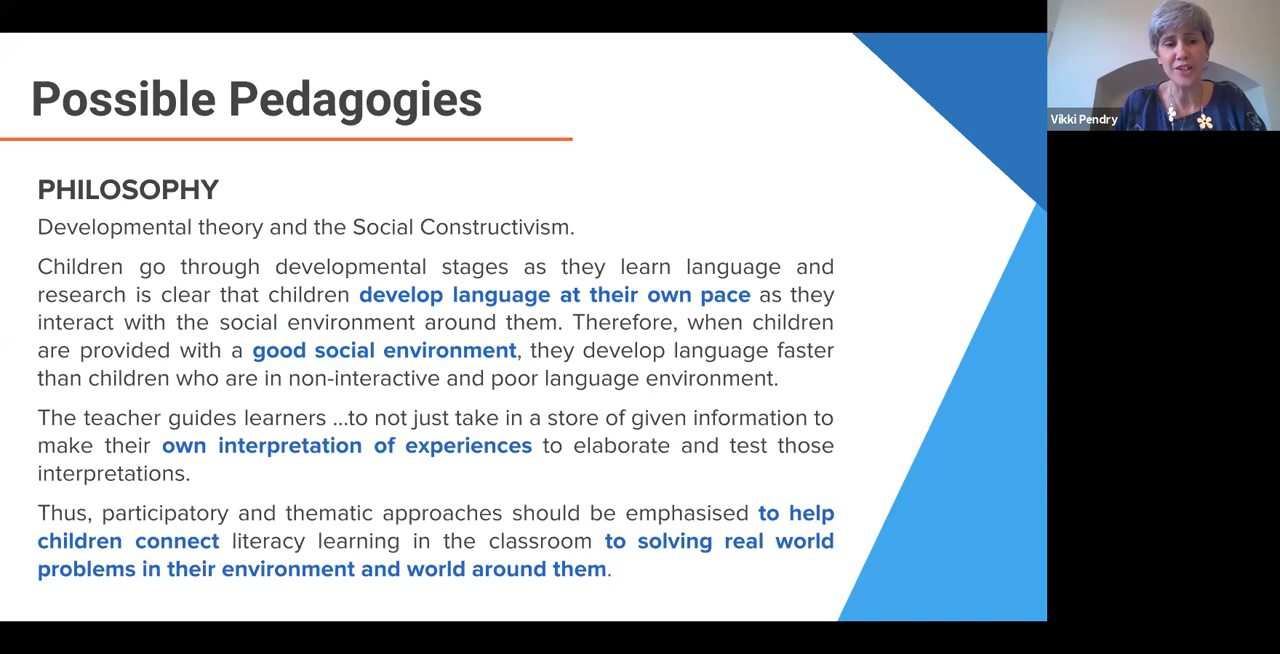 Possible Pedagogies
Vikki Pendry
PHILOSOPHY
Developmental theory and the Social Constructivism.
Children go through developmental stages as they learn language and
research is clear that children develop language at their own pace as they
interact with the social environment around them. Therefore, when children
are provided with a good social environment, they develop language faster
than children who are in non-interactive and poor language environment.
The teacher guides learners ...to not just take in a store of given information to
make their own interpretation of experiences to elaborate and test those
interpretations.
Thus, participatory and thematic approaches should be emphasised to help
children connect literacy learning in the classroom to solving real world
problems in their environment and world around them.